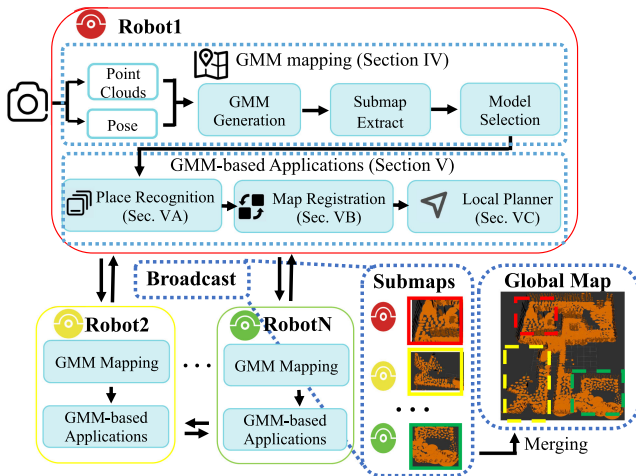 Robot1
GMM mapping (Section IV)
Point
Clouds
Pose
GMM
Generation
Submap
Extract
Model
Selection
GMM-based Applications (Section V)
Place Recognition
(Sec. VA)
Map Registration
(Sec. VB)
Local Planner
(Sec. VC)
Broadcast
Robot2
GMM Mapping
GMM-based
Applications
. . .
RobotN
GMM Mapping
GMM-based
Applications
Submaps
• • •
Global Map
Merging